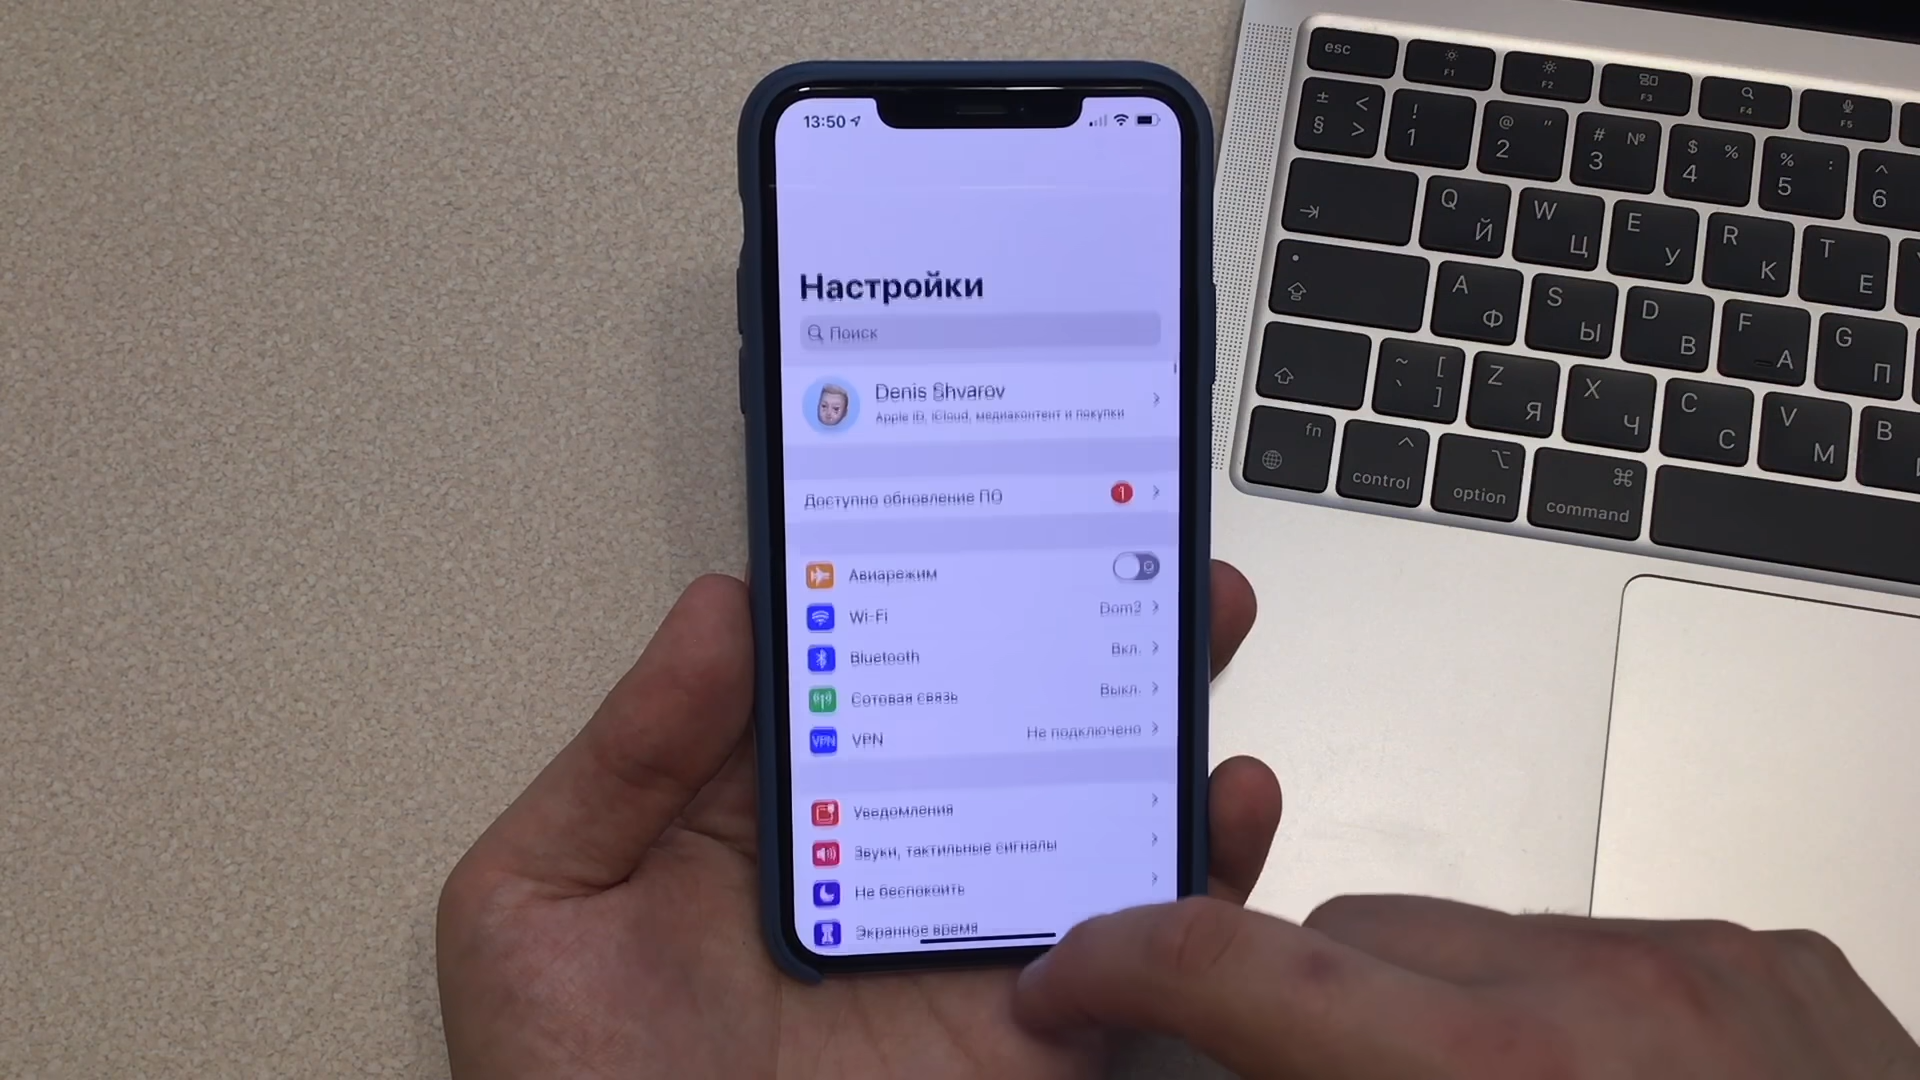 13:50
Настройки
Поиск
Denis Shvarov
Apple ID, iCloud, медиаконтент и покупки
Доступно обновление ПО 1
Авиарежим
Wi-Fi Dom2
Bluetooth Вкл.
Сотовая связь Выкл.
VPN VPN Не подключено
Уведомления
Звуки, тактильные сигналы
Не беспокоить
Экранное время
esc F1 F2 F3 F4 F5
± § < > ! 1 @ " 2 # № 3 $ % 4 % : 5 ^ 6
Q Й W Ц E У R К T Е
A Ф S Ы D В F А G П
~ ` [ ] Z Я X Ч C С V М B
fn control option command